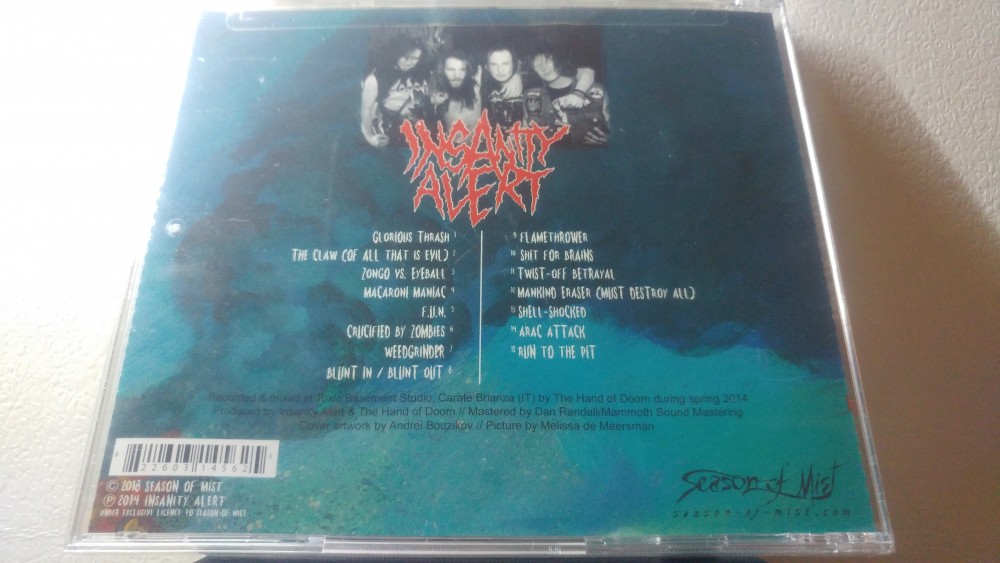 INSANITY
ALERT
GLORIOUS THRASH 1
THE CLAW (OF ALL THAT IS EVIL) 2
ZONGO VS. EYEBALL 3
MACARONI MANIAC 4
F.U.N. 5
CRUCIFIED BY ZOMBIES 6
WEEDGRINDER 7
BLUNT IN / BLUNT OUT 8
9 FLAMETHROWER
10 SHIT FOR BRAINS
11 TWIST-OFF BETRAYAL
12 MANKIND ERASER (MUST DESTROY ALL)
13 SHELL-SHOCKED
14 ARAC ATTACK
15 RUN TO THE PIT
Recorded & mixed at Toxic Basement Studio, Carate Brianza (IT) by The Hand of Doom during spring 2014
Produced by Insanity Alert & The Hand of Doom // Mastered by Dan Randall/Mammoth Sound Mastering
Cover artwork by Andrei Bouzikov // Picture by Melissa de Meersman
8 22603 14562 5
© 2018 SEASON OF MIST
℗ 2014 INSANITY ALERT
UNDER EXCLUSIVE LICENCE TO SEASON OF MIST
Season of Mist
season-of-mist.com